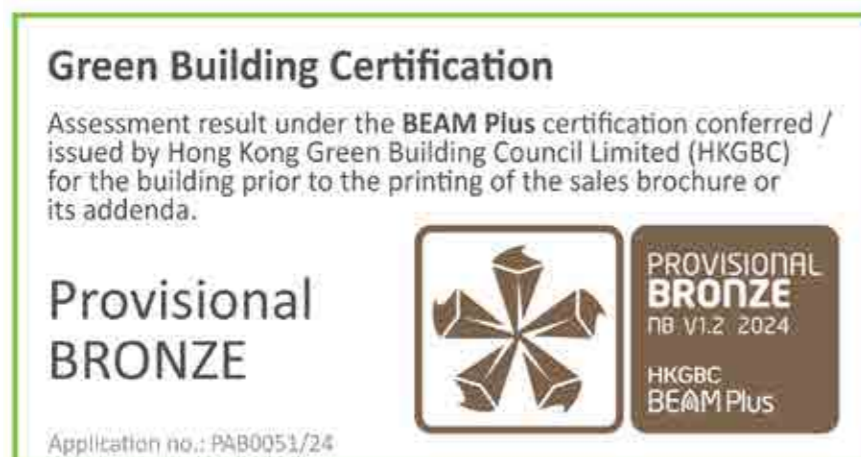 Green Building Certification
Assessment result under the BEAM Plus certification conferred /
issued by Hong Kong Green Building Council Limited (HKGBC)
for the building prior to the printing of the sales brochure or
its addenda.
Provisional
BRONZE
PROVISIONAL
BRONZE
NB V1.2 2024
HKGBC
BEAM Plus
Application no.: PAB0051/24